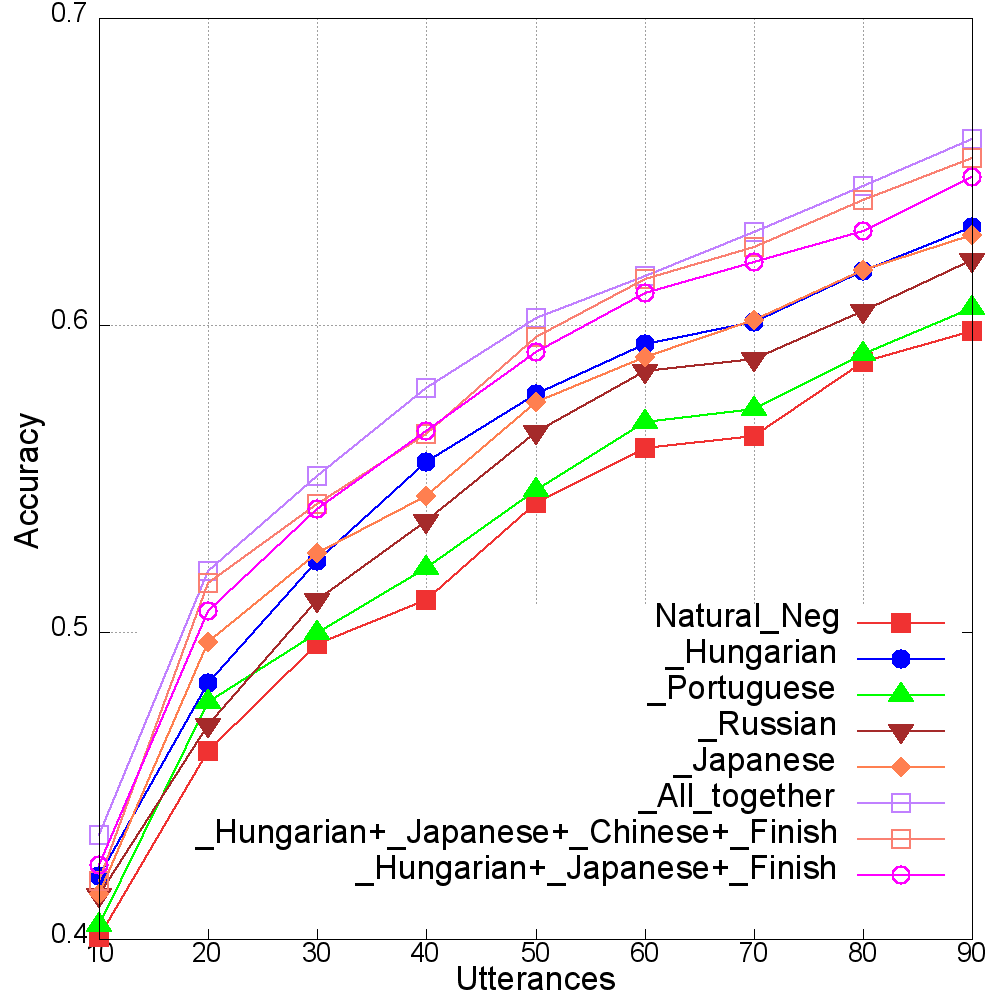 0.7
0.6
0.5
0.4
Accuracy
Natural_Neg
_Hungarian
_Portuguese
_Russian
_Japanese
_All_together
_Hungarian+_Japanese+_Chinese+_Finish
_Hungarian+_Japanese+_Finish
10 20 30 40 50 60 70 80 90
Utterances